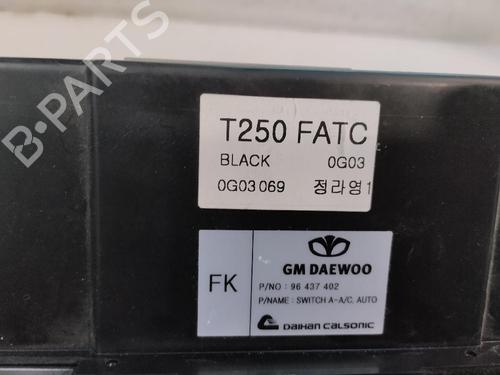 T250 FATC
BLACK 0G03
0G03 069 정라영1
FK
GM DAEWOO
P/NO : 96 437 402
P/NAME : SWITCH A-A/C, AUTO
DAIHAN CALSONIC
B-PARTS